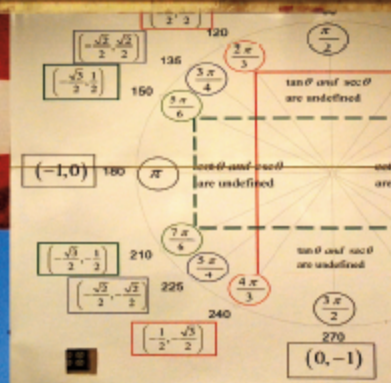 120
π/2
(-√2/2, √2/2)
135
2π/3
(-√3/2, 1/2)
150
3π/4
5π/6
tan θ and sec θ
are undefined
(-1,0) 180 π
cot θ and csc θ
are undefined
7π/6
(-√3/2, -1/2)
210
5π/4
tan θ and sec θ
are undefined
(-√2/2, -√2/2)
225
4π/3
3π/2
240
(-1/2, -√3/2)
270
(0,-1)